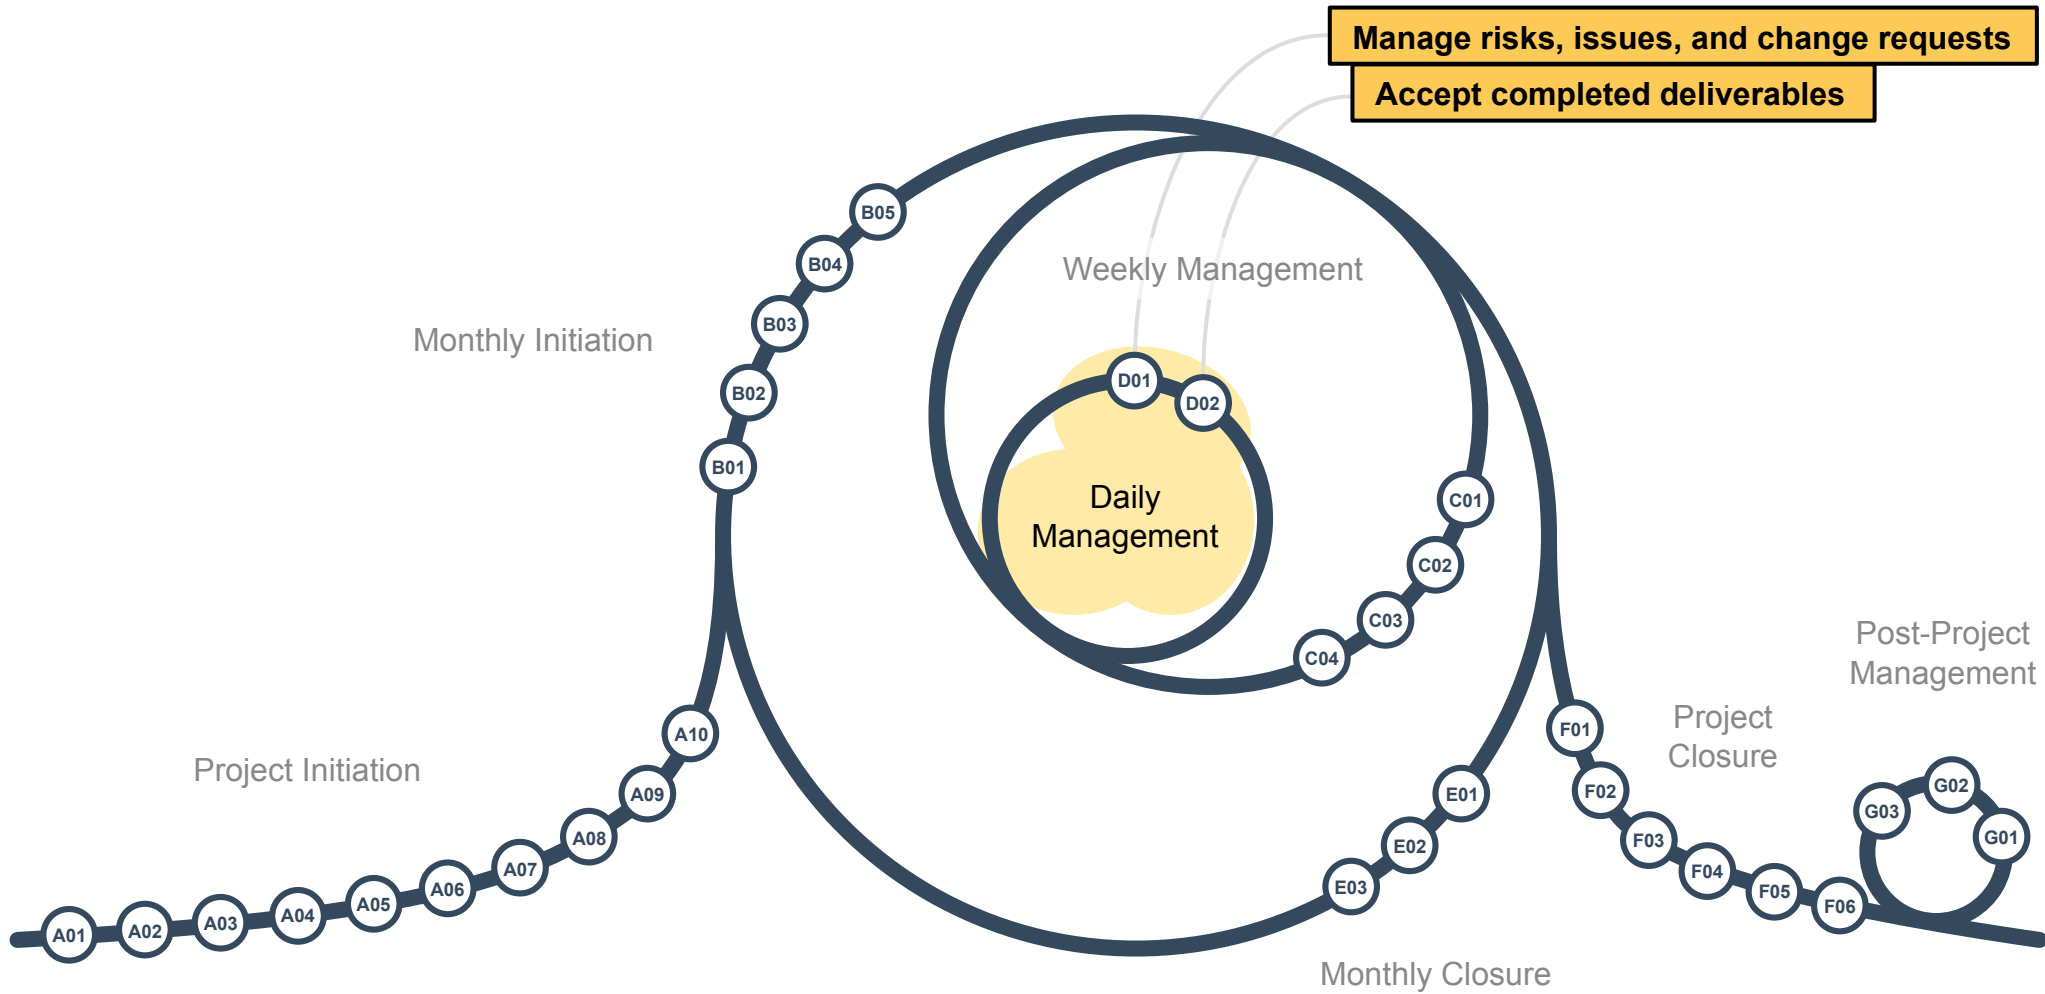 Manage risks, issues, and change requests
Accept completed deliverables
B05
B04
Weekly Management
B03
Monthly Initiation
D01
B02
D02
B01
Daily
Management
C01
C02
C03
C04
Post-Project
Management
A10
F01
Project
Closure
Project Initiation
A09
E01
F02
G02
G03
A08
G01
E02
F03
A07
F04
A06
E03
F05
A05
F06
A04
A03
A02
A01
Monthly Closure